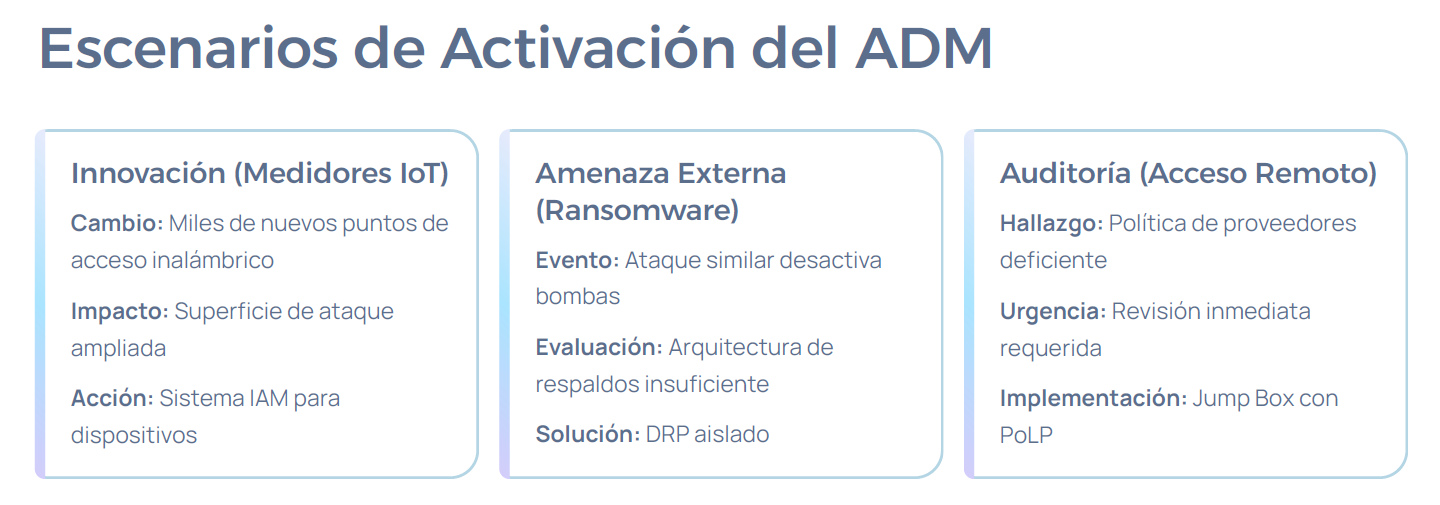 Escenarios de Activación del ADM
Innovación (Medidores IoT)
Cambio: Miles de nuevos puntos de
acceso inalámbrico
Impacto: Superficie de ataque
ampliada
Acción: Sistema IAM para
dispositivos
Amenaza Externa
(Ransomware)
Evento: Ataque similar desactiva
bombas
Evaluación: Arquitectura de
respaldos insuficiente
Solución: DRP aislado
Auditoría (Acceso Remoto)
Hallazgo: Política de proveedores
deficiente
Urgencia: Revisión inmediata
requerida
Implementación: Jump Box con
PoLP